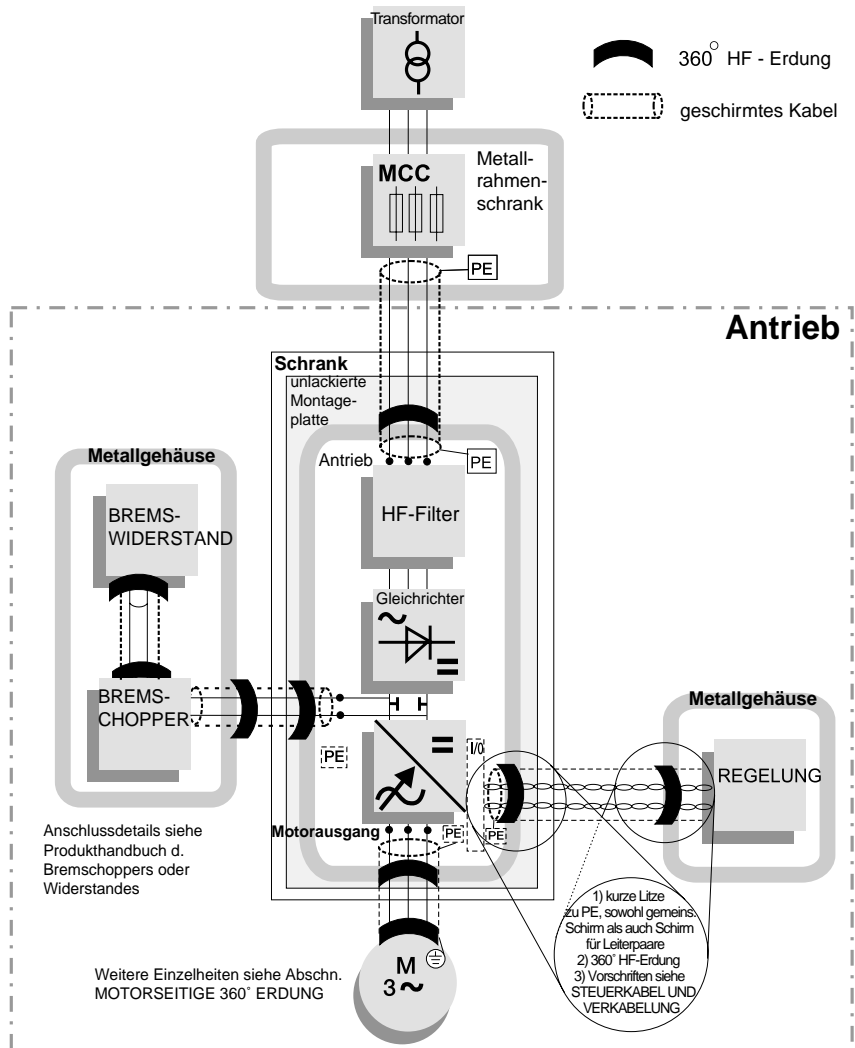 Transformator
360° HF - Erdung
geschirmtes Kabel
MCC
Metall-
rahmen-
schrank
PE
Antrieb
Schrank
unlackierte
Montage-
platte
Metallgehäuse
Antrieb
PE
BREMS-
WIDERSTAND
HF-Filter
Gleichrichter
BREMS-
CHOPPER
Metallgehäuse
PE
I/0
REGELUNG
Anschlussdetails siehe
Produkthandbuch d.
Bremschoppers oder
Widerstandes
Motorausgang
PE
PE
1) kurze Litze
zu PE, sowohl gemeins.
Schirm als auch Schirm
für Leiterpaare
2) 360° HF-Erdung
3) Vorschriften siehe
STEUERKABEL UND
VERKABELUNG
M
3 ~
Weitere Einzelheiten siehe Abschn.
MOTORSEITIGE 360° ERDUNG